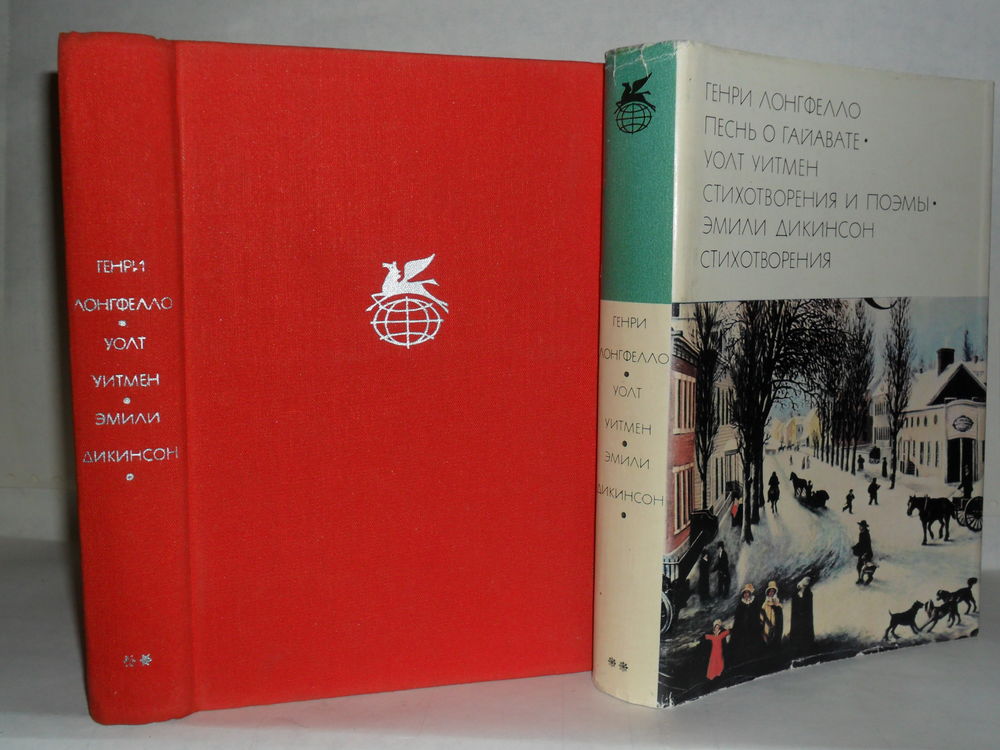 ГЕНРИ
ЛОНГФЕЛЛО
•
УОЛТ
УИТМЕН
•
ЭМИЛИ
ДИКИНСОН
•
**
ГЕНРИ ЛОНГФЕЛЛО
ПЕСНЬ О ГАЙАВАТЕ •
УОЛТ УИТМЕН
СТИХОТВОРЕНИЯ И ПОЭМЫ •
ЭМИЛИ ДИКИНСОН
СТИХОТВОРЕНИЯ
ГЕНРИ
ЛОНГФЕЛЛО
•
УОЛТ
УИТМЕН
•
ЭМИЛИ
ДИКИНСОН
•
**